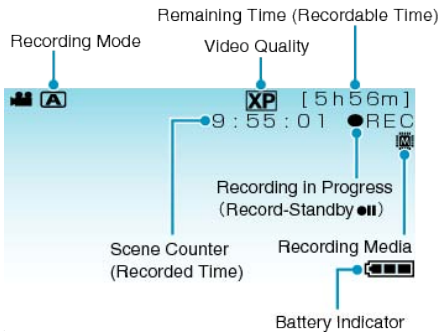 Remaining Time (Recordable Time)
Recording Mode
Video Quality
A
XP [5h56m]
9:55:01 ●REC
M
Recording in Progress
(Record-Standby ●II)
Scene Counter
(Recorded Time)
Recording Media
Battery Indicator